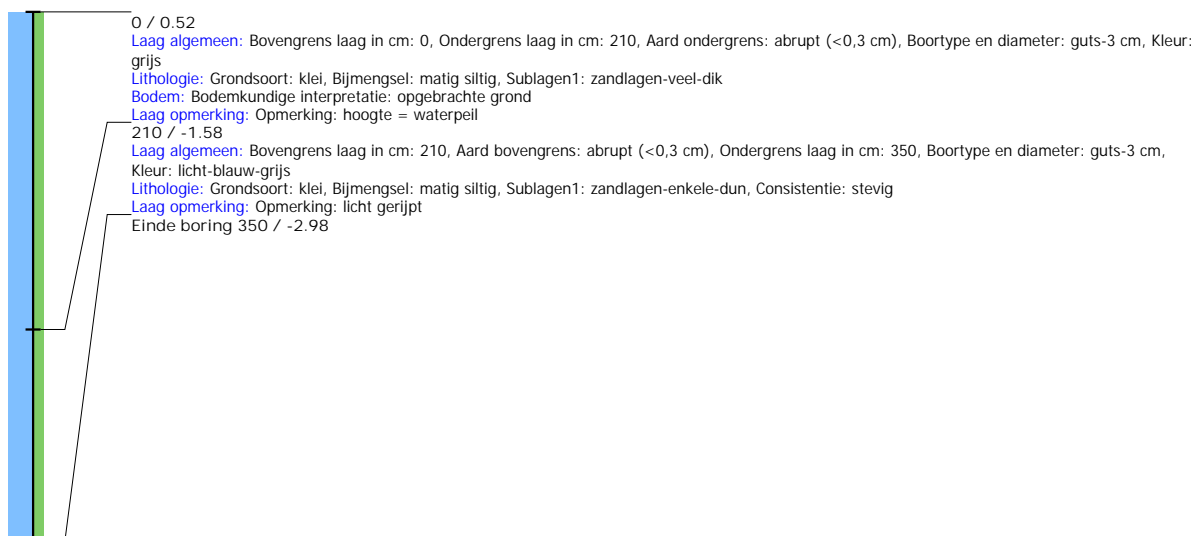 0 / 0.52
Laag algemeen: Bovengrens laag in cm: 0, Ondergrens laag in cm: 210, Aard ondergrens: abrupt (<0,3 cm), Boortype en diameter: guts-3 cm, Kleur:
grijs
Lithologie: Grondsoort: klei, Bijmengsel: matig siltig, Sublagen1: zandlagen-veel-dik
Bodem: Bodemkundige interpretatie: opgebrachte grond
Laag opmerking: Opmerking: hoogte = waterpeil
210 / -1.58
Laag algemeen: Bovengrens laag in cm: 210, Aard bovengrens: abrupt (<0,3 cm), Ondergrens laag in cm: 350, Boortype en diameter: guts-3 cm,
Kleur: licht-blauw-grijs
Lithologie: Grondsoort: klei, Bijmengsel: matig siltig, Sublagen1: zandlagen-enkele-dun, Consistentie: stevig
Laag opmerking: Opmerking: licht gerijpt
Einde boring 350 / -2.98